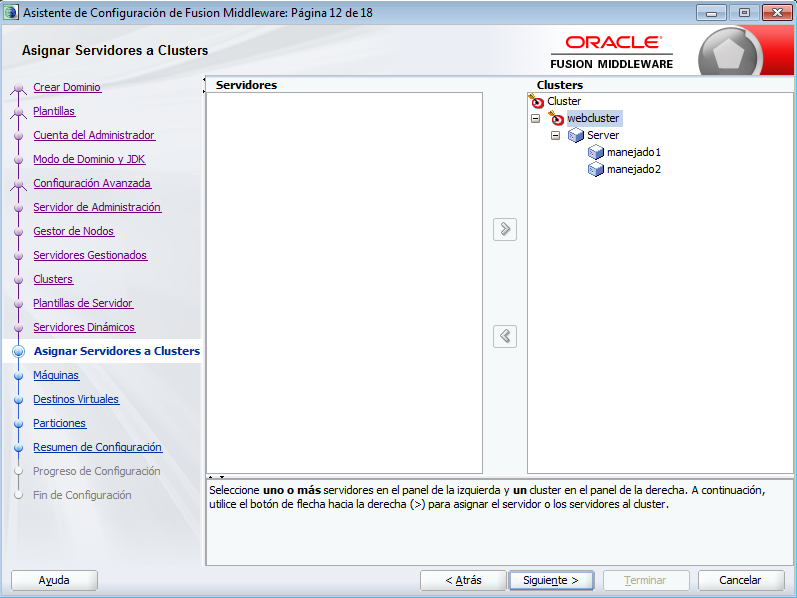 Asistente de Configuración de Fusion Middleware: Página 12 de 18
Asignar Servidores a Clusters
ORACLE
FUSION MIDDLEWARE
Crear Dominio
Plantillas
Cuenta del Administrador
Modo de Dominio y JDK
Configuración Avanzada
Servidor de Administración
Gestor de Nodos
Servidores Gestionados
Clusters
Plantillas de Servidor
Servidores Dinámicos
Asignar Servidores a Clusters
Máquinas
Destinos Virtuales
Particiones
Resumen de Configuración
Progreso de Configuración
Fin de Configuración
Servidores
Clusters
Cluster
webcluster
Server
manejado1
manejado2
Seleccione uno o más servidores en el panel de la izquierda y un cluster en el panel de la derecha. A continuación,
utilice el botón de flecha hacia la derecha (>) para asignar el servidor o los servidores al cluster.
Ayuda
< Atrás
Siguiente >
Terminar
Cancelar